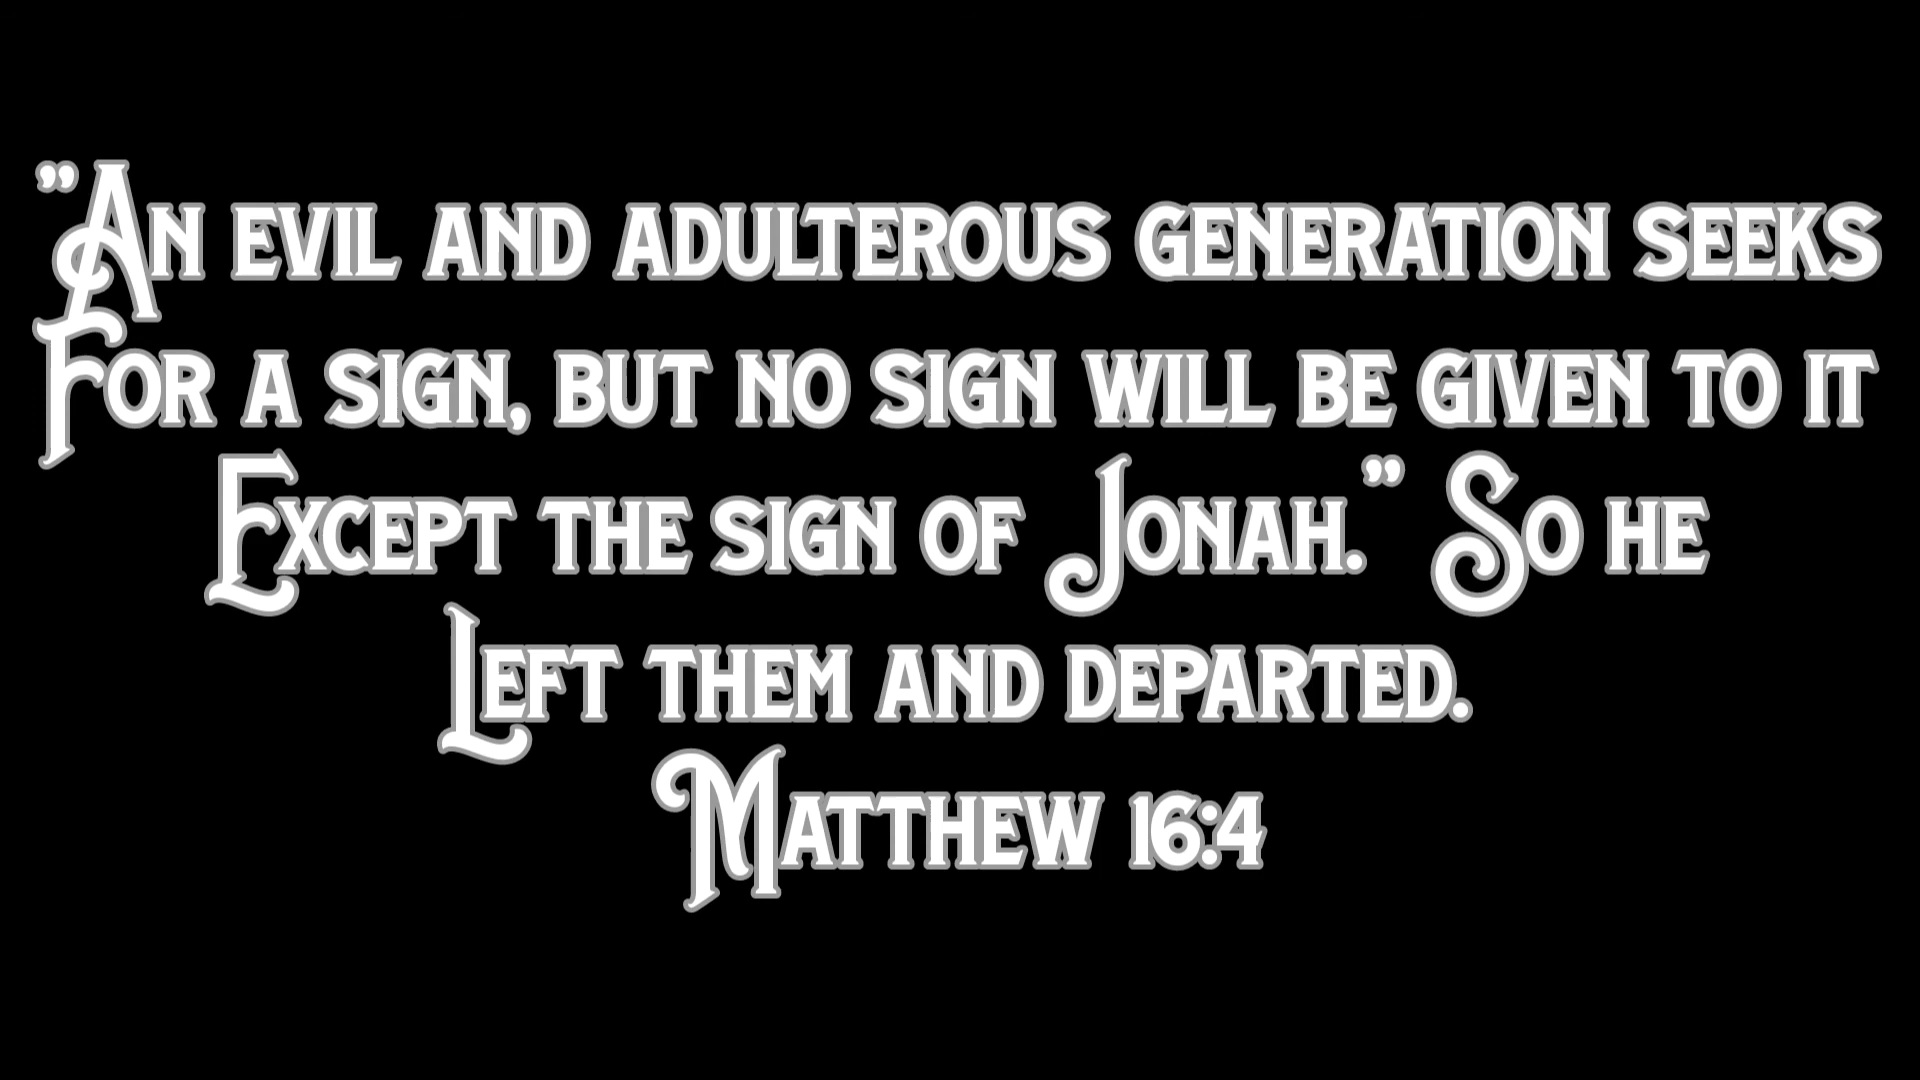 "An evil and adulterous generation seeks
For a sign, but no sign will be given to it
Except the sign of Jonah." So he
Left them and departed.
Matthew 16:4